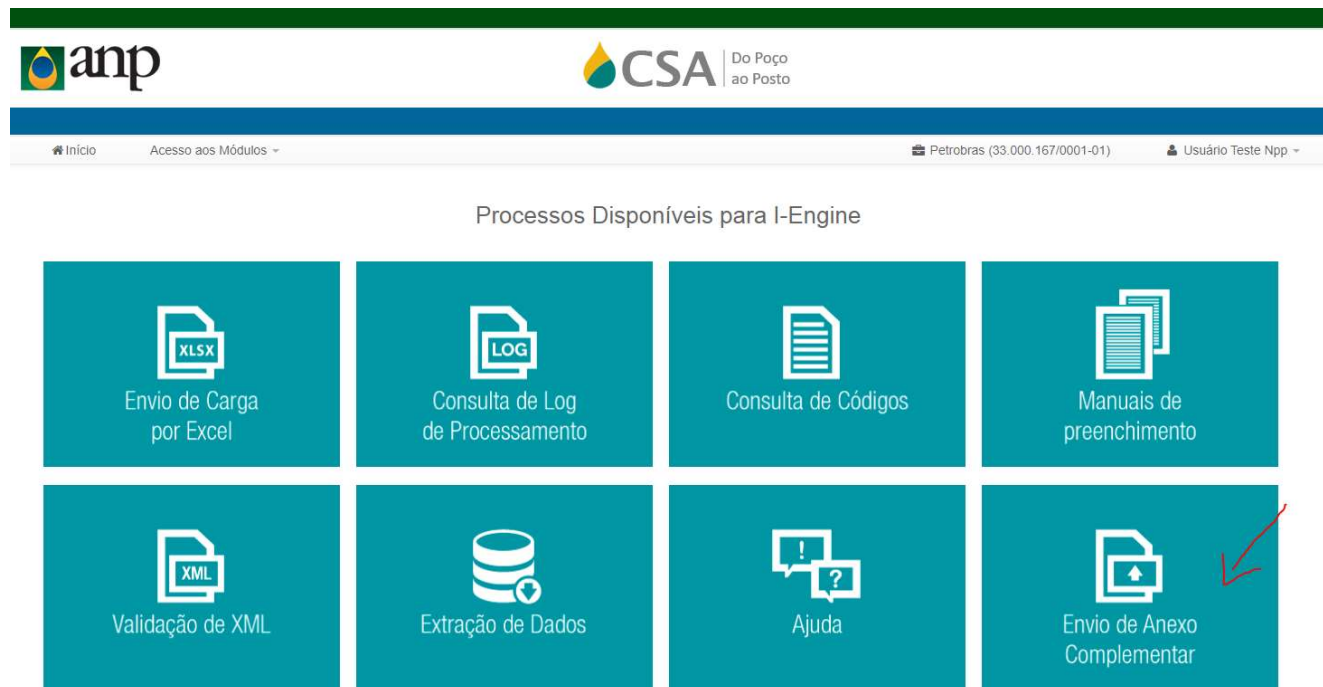 anp
CSA Do Poço
ao Posto
Início Acesso aos Módulos Petrobras (33.000.167/0001-01) Usuário Teste Npp
Processos Disponíveis para I-Engine
XLSX
Envio de Carga
por Excel
LOG
Consulta de Log
de Processamento
Consulta de Códigos
Manuais de
preenchimento
XML
Validação de XML
Extração de Dados
! ?
Ajuda
Envio de Anexo
Complementar